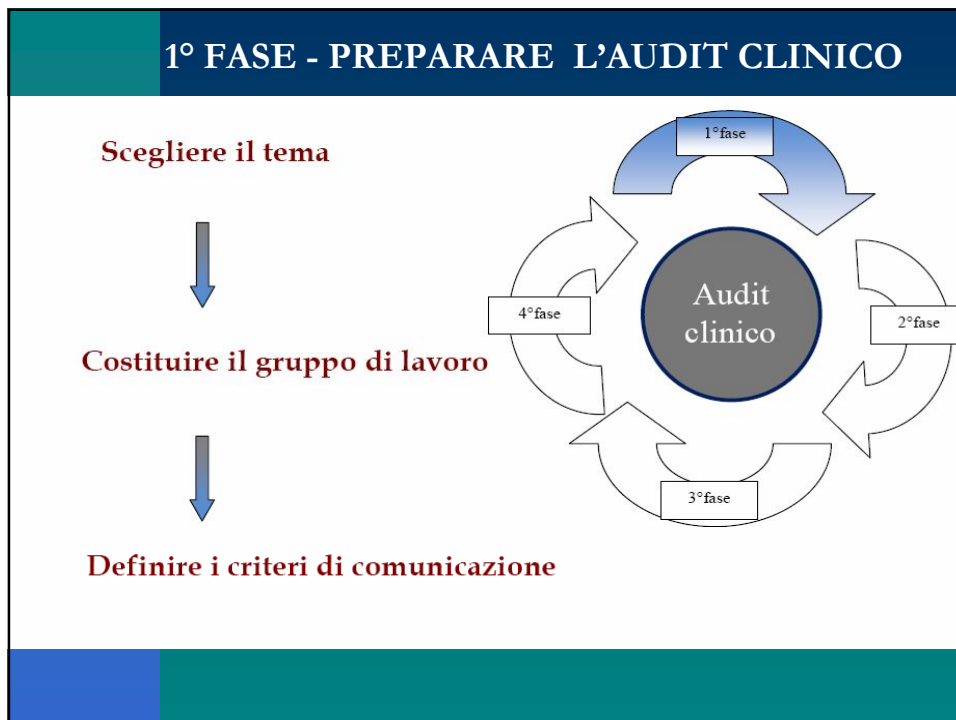 1° FASE - PREPARARE L’AUDIT CLINICO
Scegliere il tema
Costituire il gruppo di lavoro
Definire i criteri di comunicazione
1°fase
Audit
clinico
4°fase
2°fase
3°fase